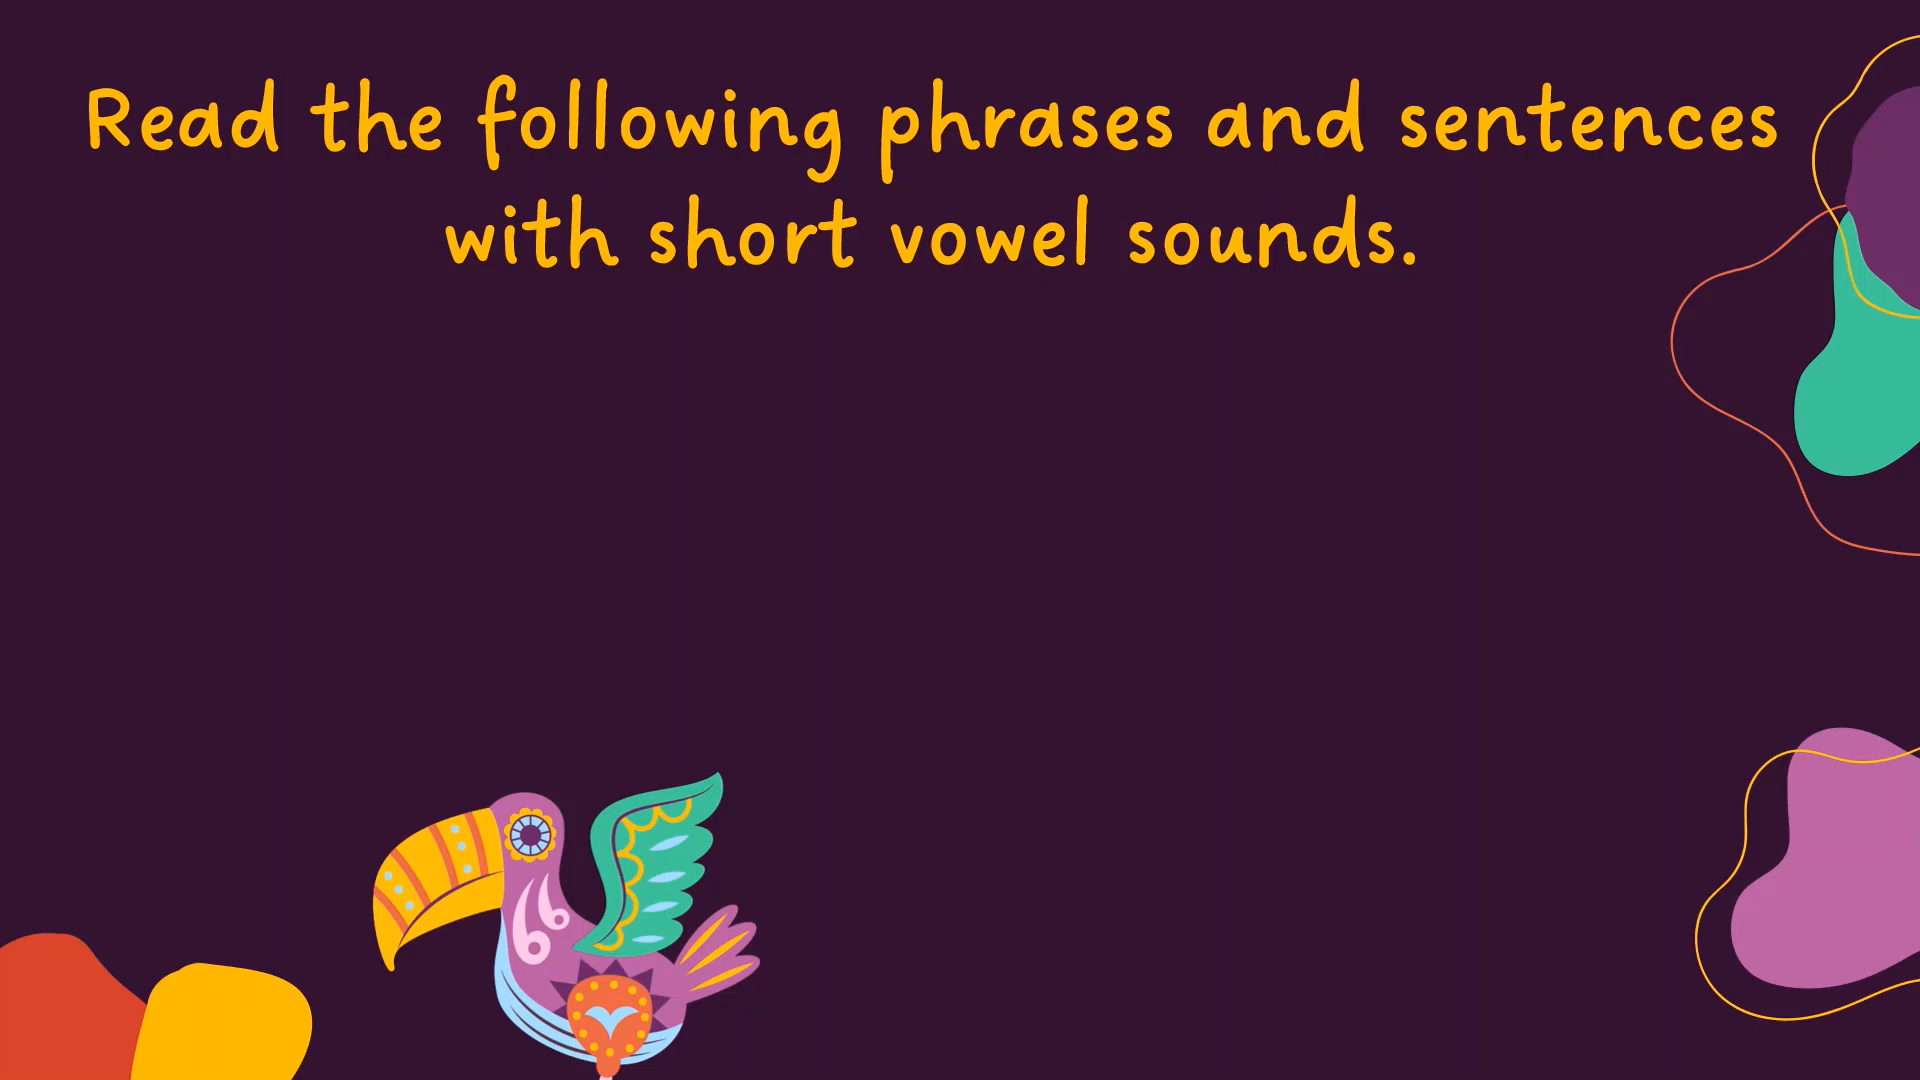 Read the following phrases and sentences
with short vowel sounds.